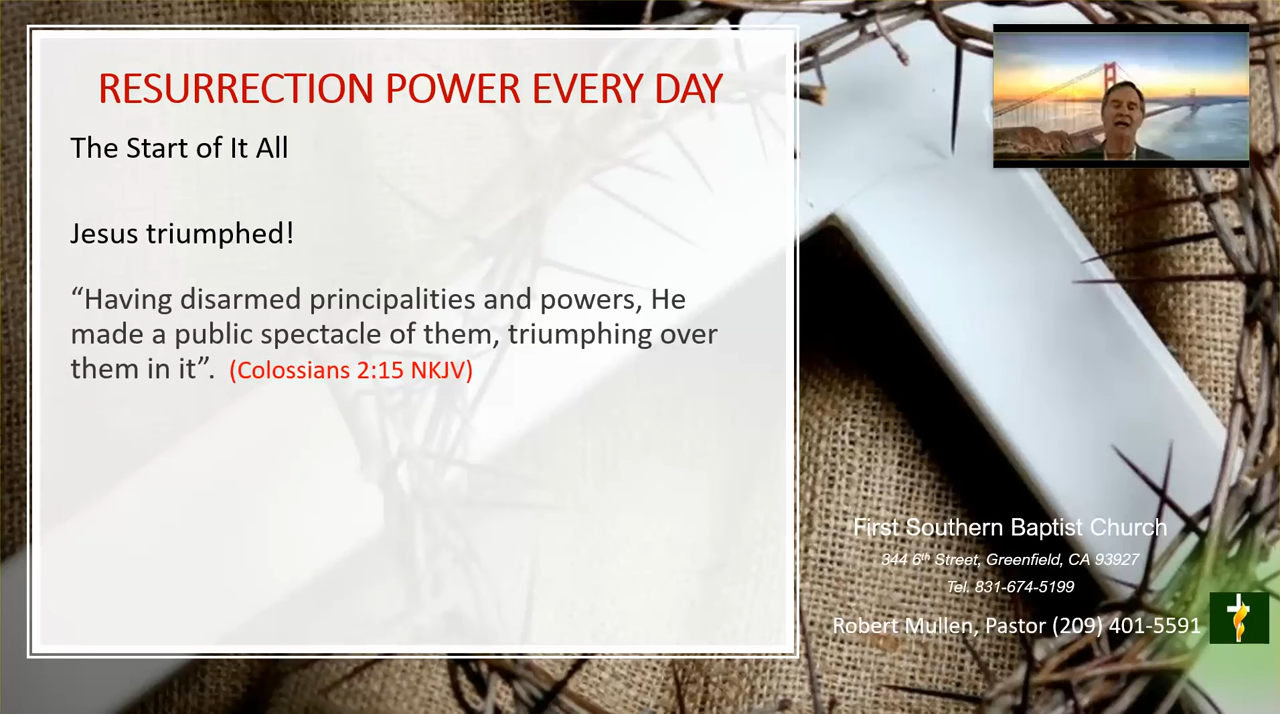 RESURRECTION POWER EVERY DAY
The Start of It All
Jesus triumphed!
“Having disarmed principalities and powers, He
made a public spectacle of them, triumphing over
them in it”. (Colossians 2:15 NKJV)
First Southern Baptist Church
344 6th Street, Greenfield, CA 93927
Tel. 831-674-5199
Robert Mullen, Pastor (209) 401-5591